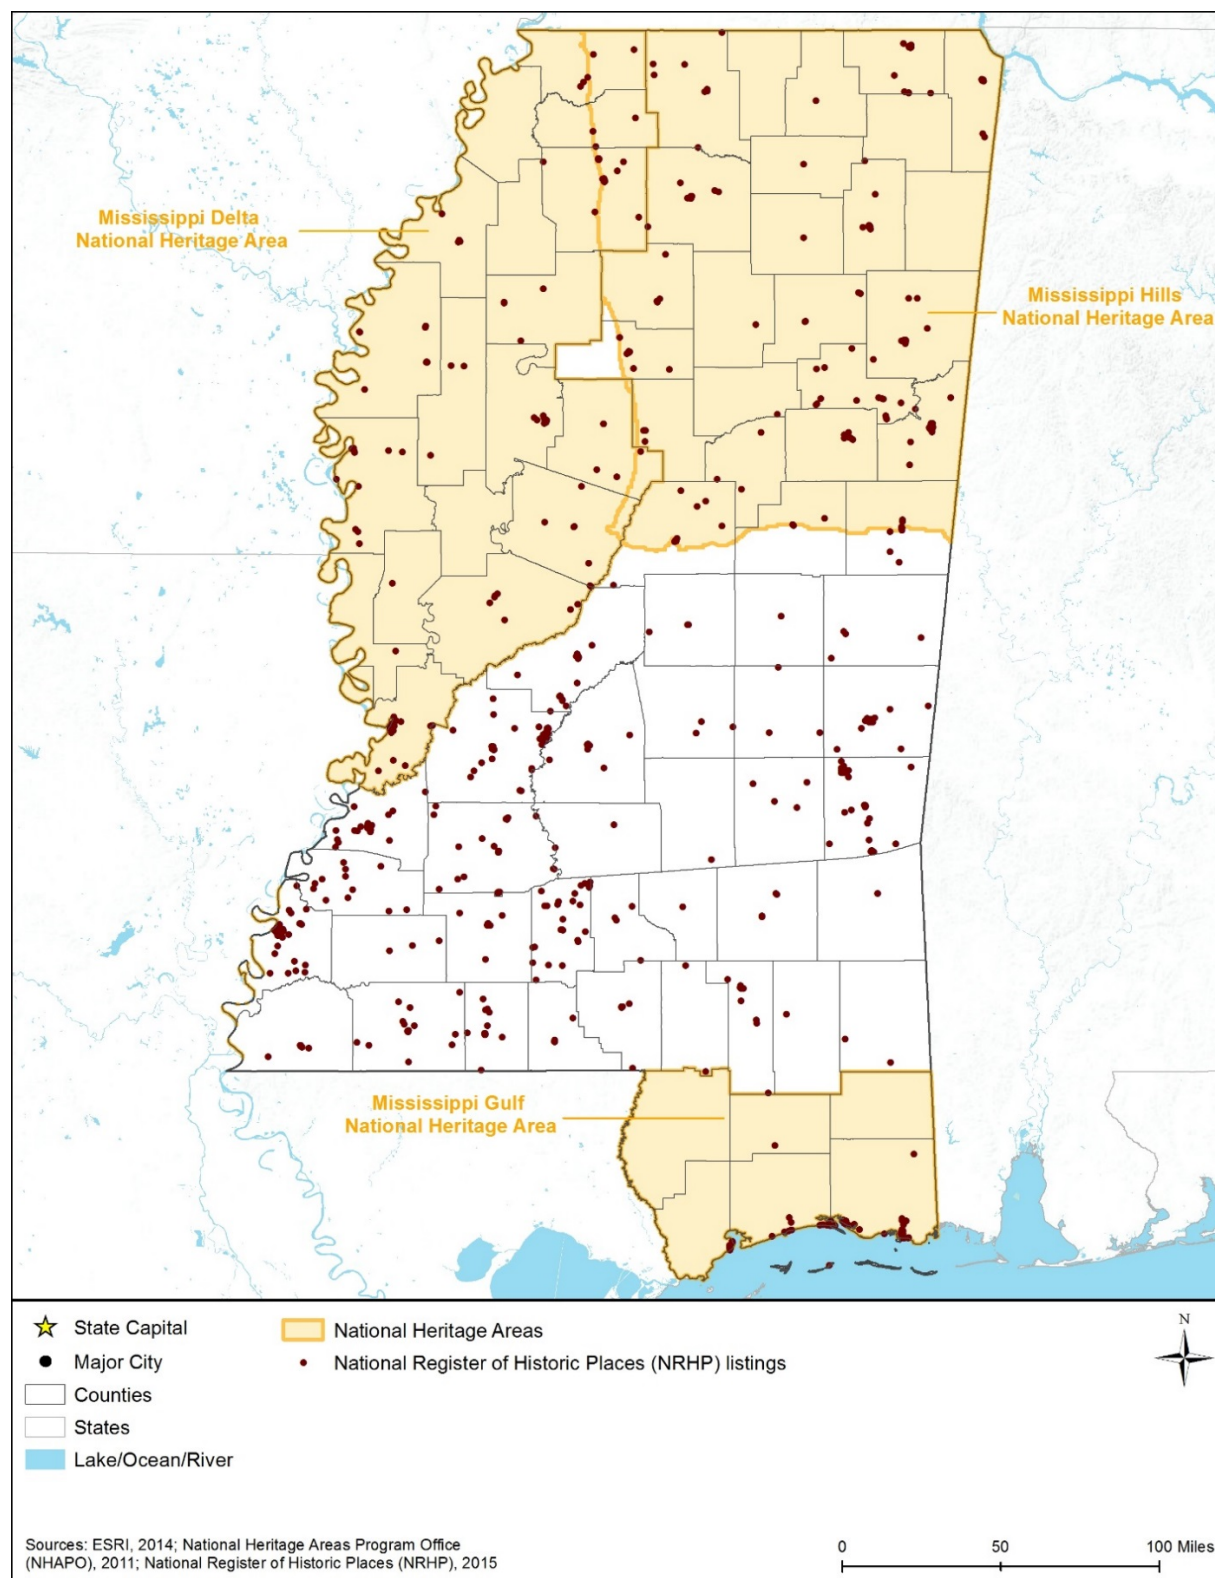 Mississippi Delta
National Heritage Area
Mississippi Hills
National Heritage Area
Mississippi Gulf
National Heritage Area
State Capital
Major City
Counties
States
Lake/Ocean/River
National Heritage Areas
National Register of Historic Places (NRHP) listings
N
Sources: ESRI, 2014; National Heritage Areas Program Office
(NHAPO), 2011; National Register of Historic Places (NRHP), 2015
0 50 100 Miles